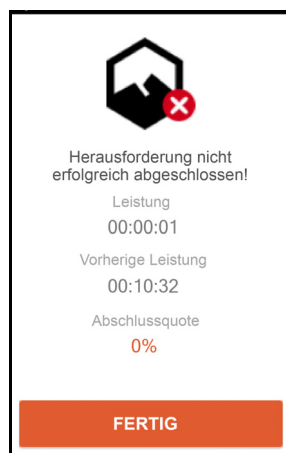 Herausforderung nicht
erfolgreich abgeschlossen!
Leistung
00:00:01
Vorherige Leistung
00:10:32
Abschlussquote
0%
FERTIG